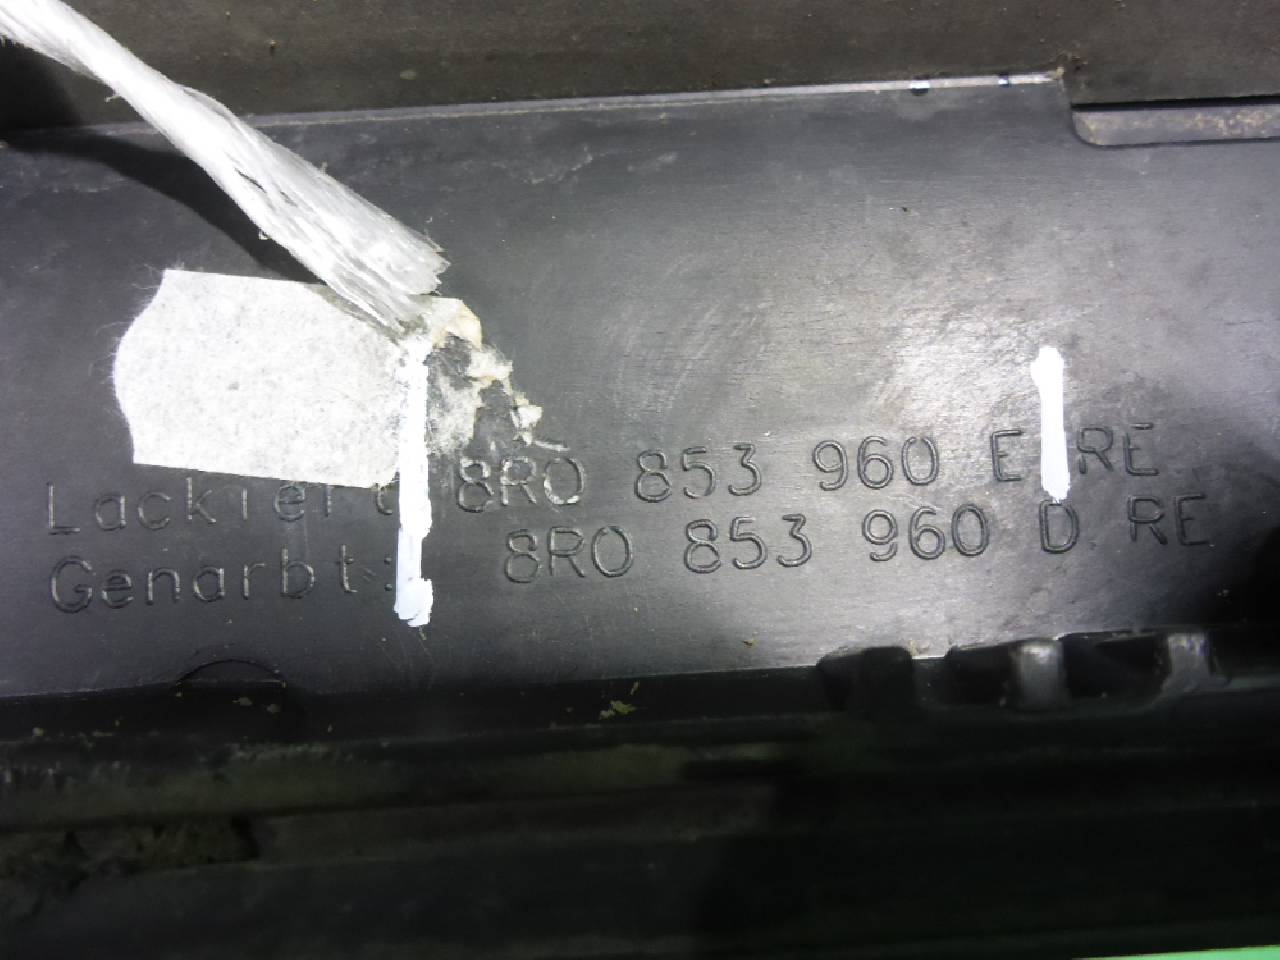 Lackiert 8R0 853 960 E RE
Genarbt: 8R0 853 960 D RE